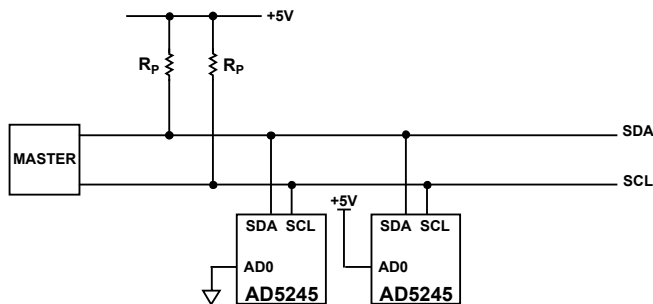 +5V
RP RP
SDA
MASTER
SCL
+5V
SDA SCL SDA SCL
AD0 AD0
AD5245 AD5245